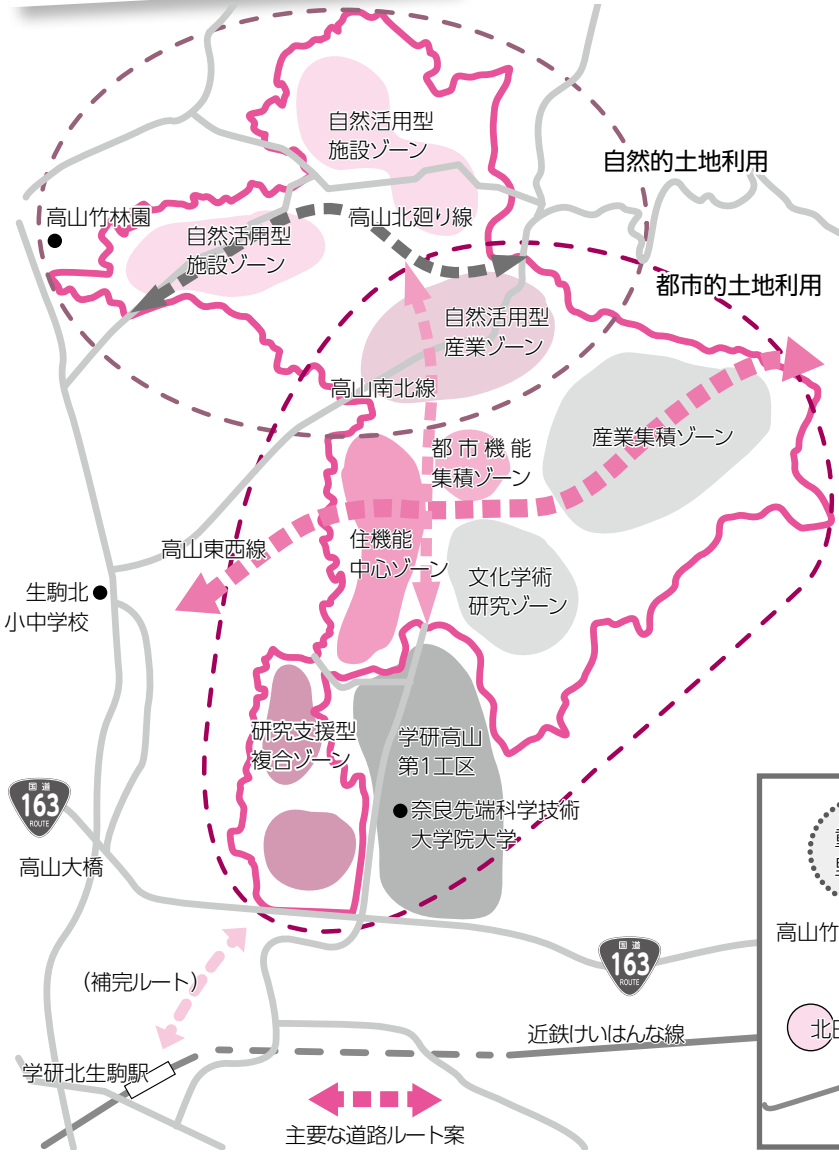 自然活用型
施設ゾーン
自然的土地利用
高山竹林園
自然活用型
施設ゾーン
高山北廻り線
都市的土地利用
自然活用型
産業ゾーン
高山南北線
都市機能
集積ゾーン
産業集積ゾーン
高山東西線
住機能
中心ゾーン
文化学術
研究ゾーン
生駒北
小中学校
研究支援型
複合ゾーン
学研高山
第1工区
奈良先端科学技術
大学院大学
国道
163
ROUTE
高山大橋
高山竹
国道
163
ROUTE
(補完ルート)
近鉄けいはんな線
学研北生駒駅
主要な道路ルート案